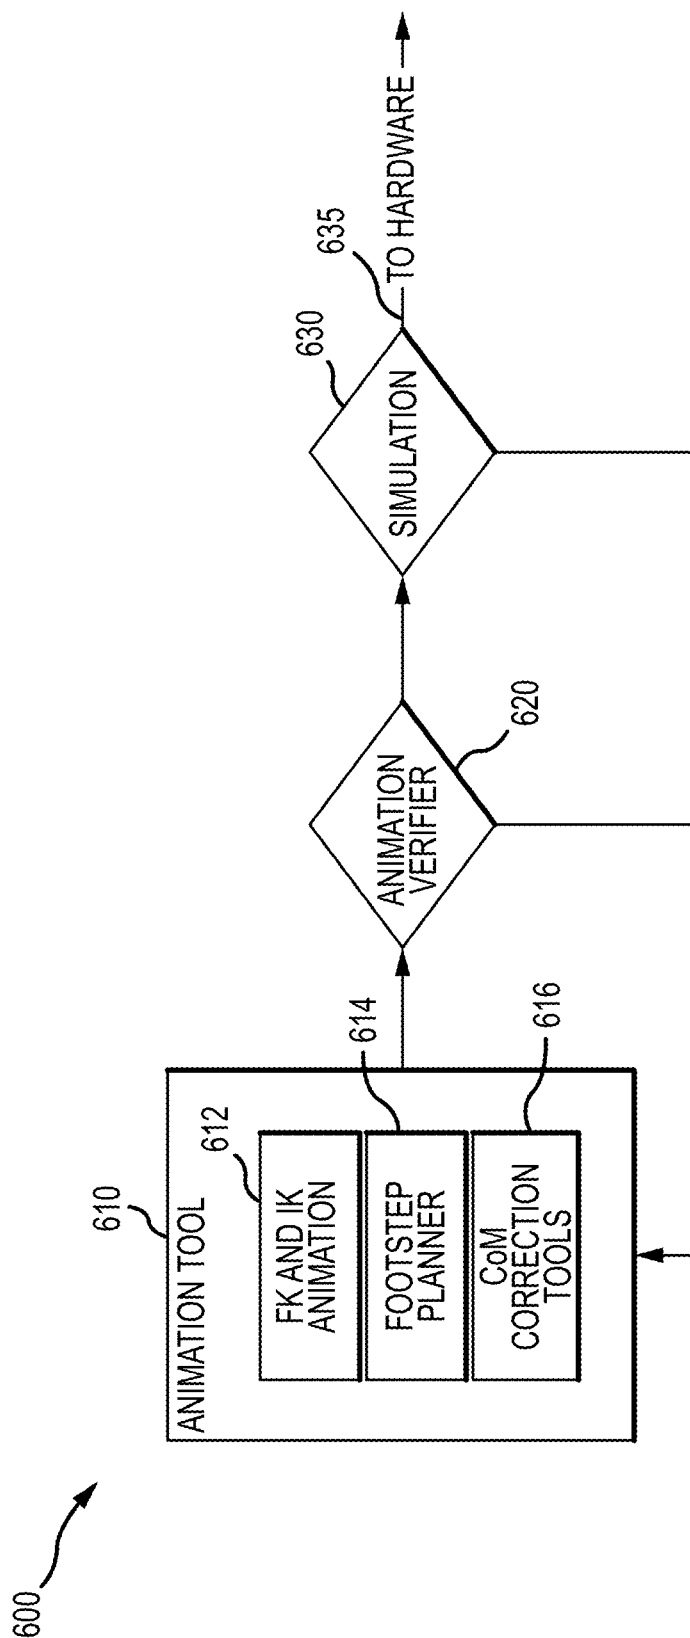 600
610
ANIMATION TOOL
612
FK AND IK
ANIMATION
614
FOOTSTEP
PLANNER
616
CoM
CORRECTION
TOOLS
ANIMATION
VERIFIER
620
SIMULATION
630
635
TO HARDWARE